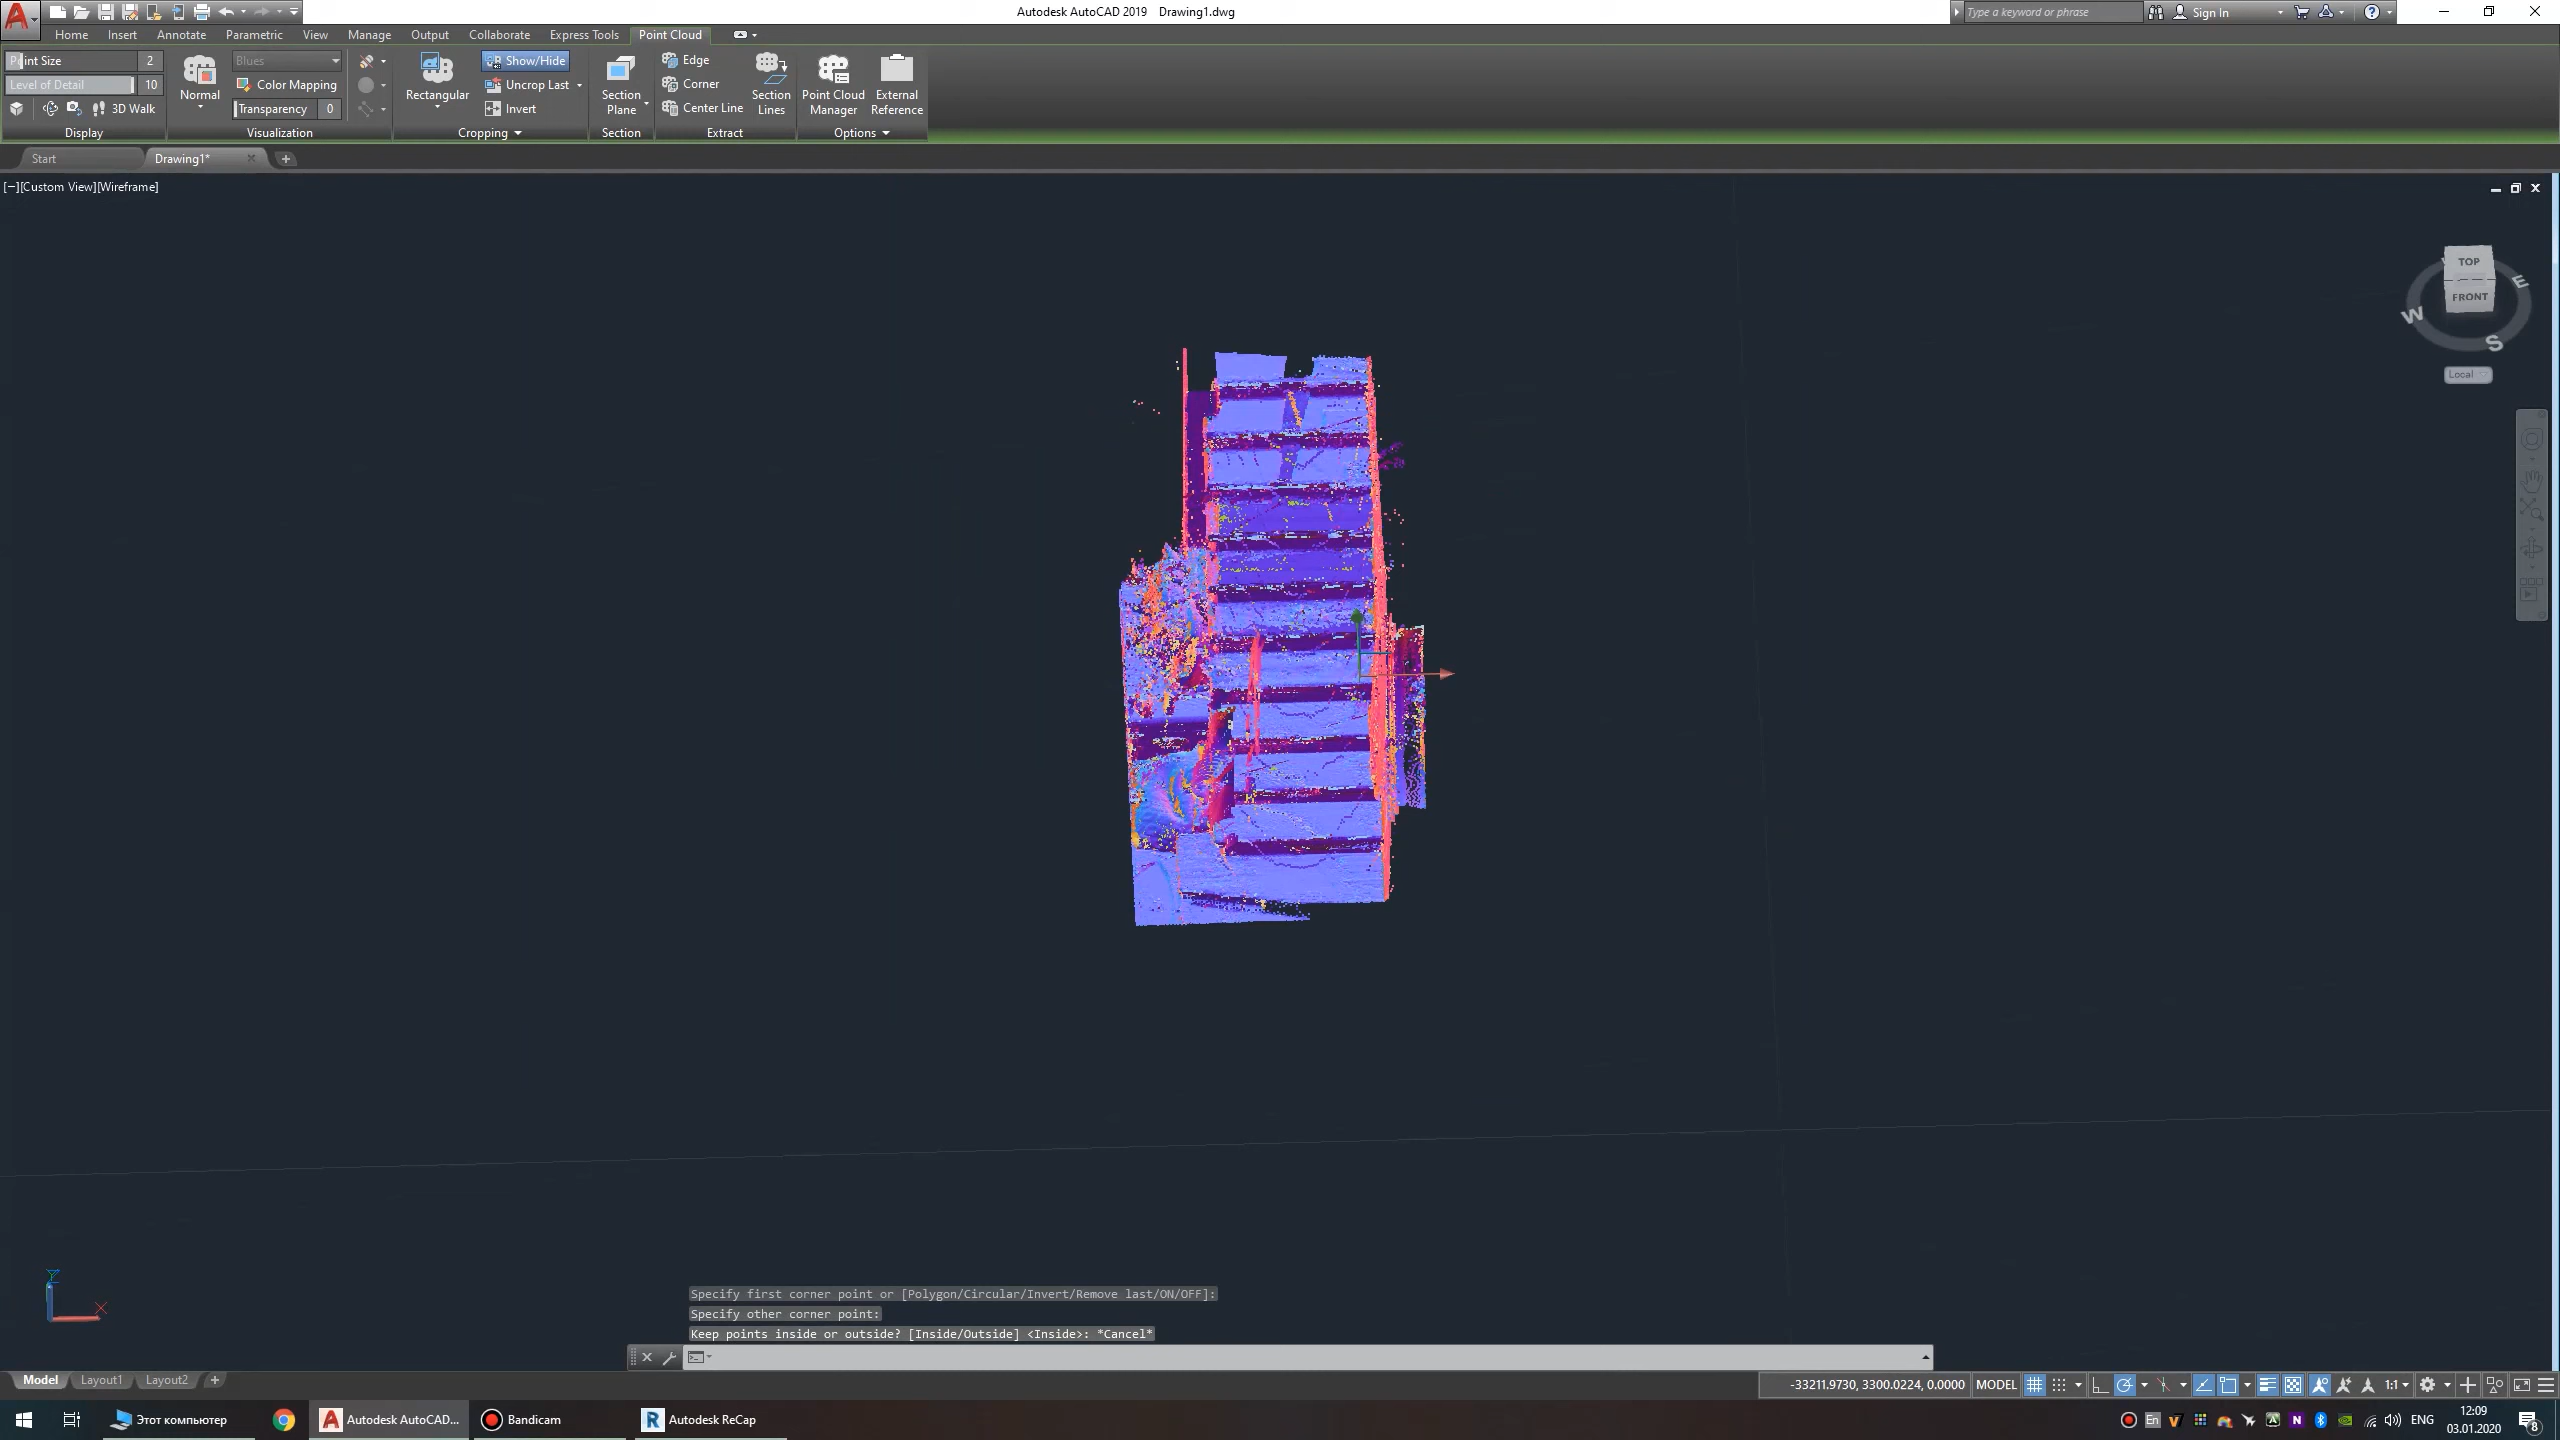 Autodesk AutoCAD 2019 Drawing1.dwg
Type a keyword or phrase
Sign In
Home Insert Annotate Parametric View Manage Output Collaborate Express Tools Point Cloud
Point Size 2
Level of Detail 10
3D Walk
Display
Normal
Blues
Color Mapping
Transparency 0
Visualization
Rectangular
Show/Hide
Uncrop Last
Invert
Cropping
Section
Plane
Section
Edge
Corner
Center Line
Section
Lines
Extract
Point Cloud
Manager
External
Reference
Options
Start
Drawing1*
[−][Custom View][Wireframe]
TOP
FRONT
W
S
E
Local
Y
X
Specify first corner point or [Polygon/Circular/Invert/Remove last/ON/OFF]:
Specify other corner point:
Keep points inside or outside? [Inside/Outside] <Inside>: *Cancel*
Model Layout1 Layout2
-33211.9730, 3300.0224, 0.0000 MODEL 1:1
Этот компьютер
Autodesk AutoCAD...
Bandicam
Autodesk ReCap
En
ENG
12:09
03.01.2020
8